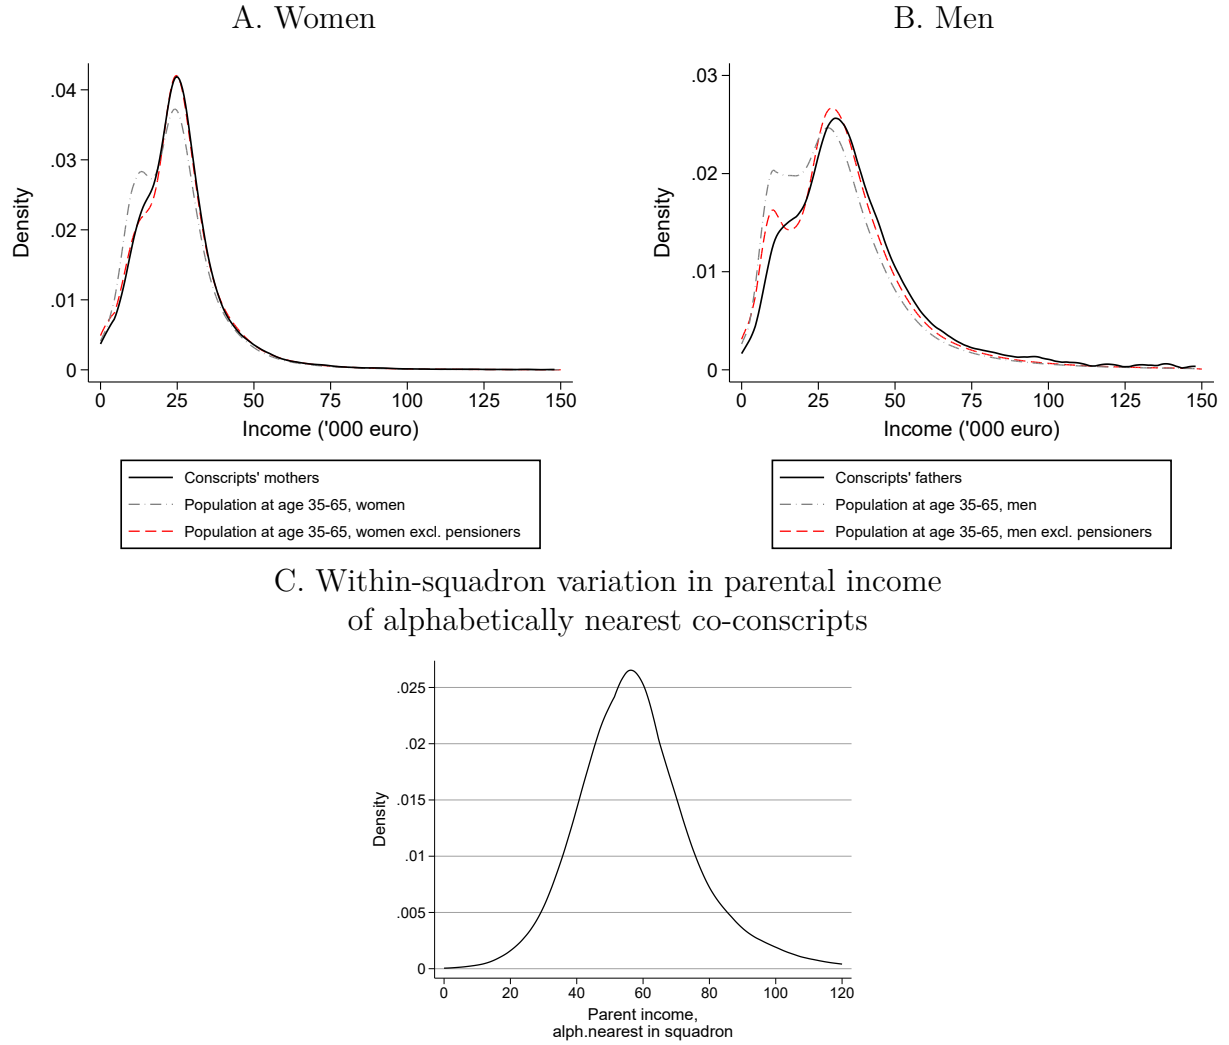 A. Women
.04
.03
.02
.01
0
Density
0 25 50 75 100 125 150
Income ('000 euro)
Conscripts' mothers
Population at age 35-65, women
Population at age 35-65, women excl. pensioners
B. Men
.03
.02
.01
0
Density
0 25 50 75 100 125 150
Income ('000 euro)
Conscripts' fathers
Population at age 35-65, men
Population at age 35-65, men excl. pensioners
C. Within-squadron variation in parental income
of alphabetically nearest co-conscripts
.025
.02
.015
.01
.005
0
Density
0 20 40 60 80 100 120
Parent income,
alph.nearest in squadron